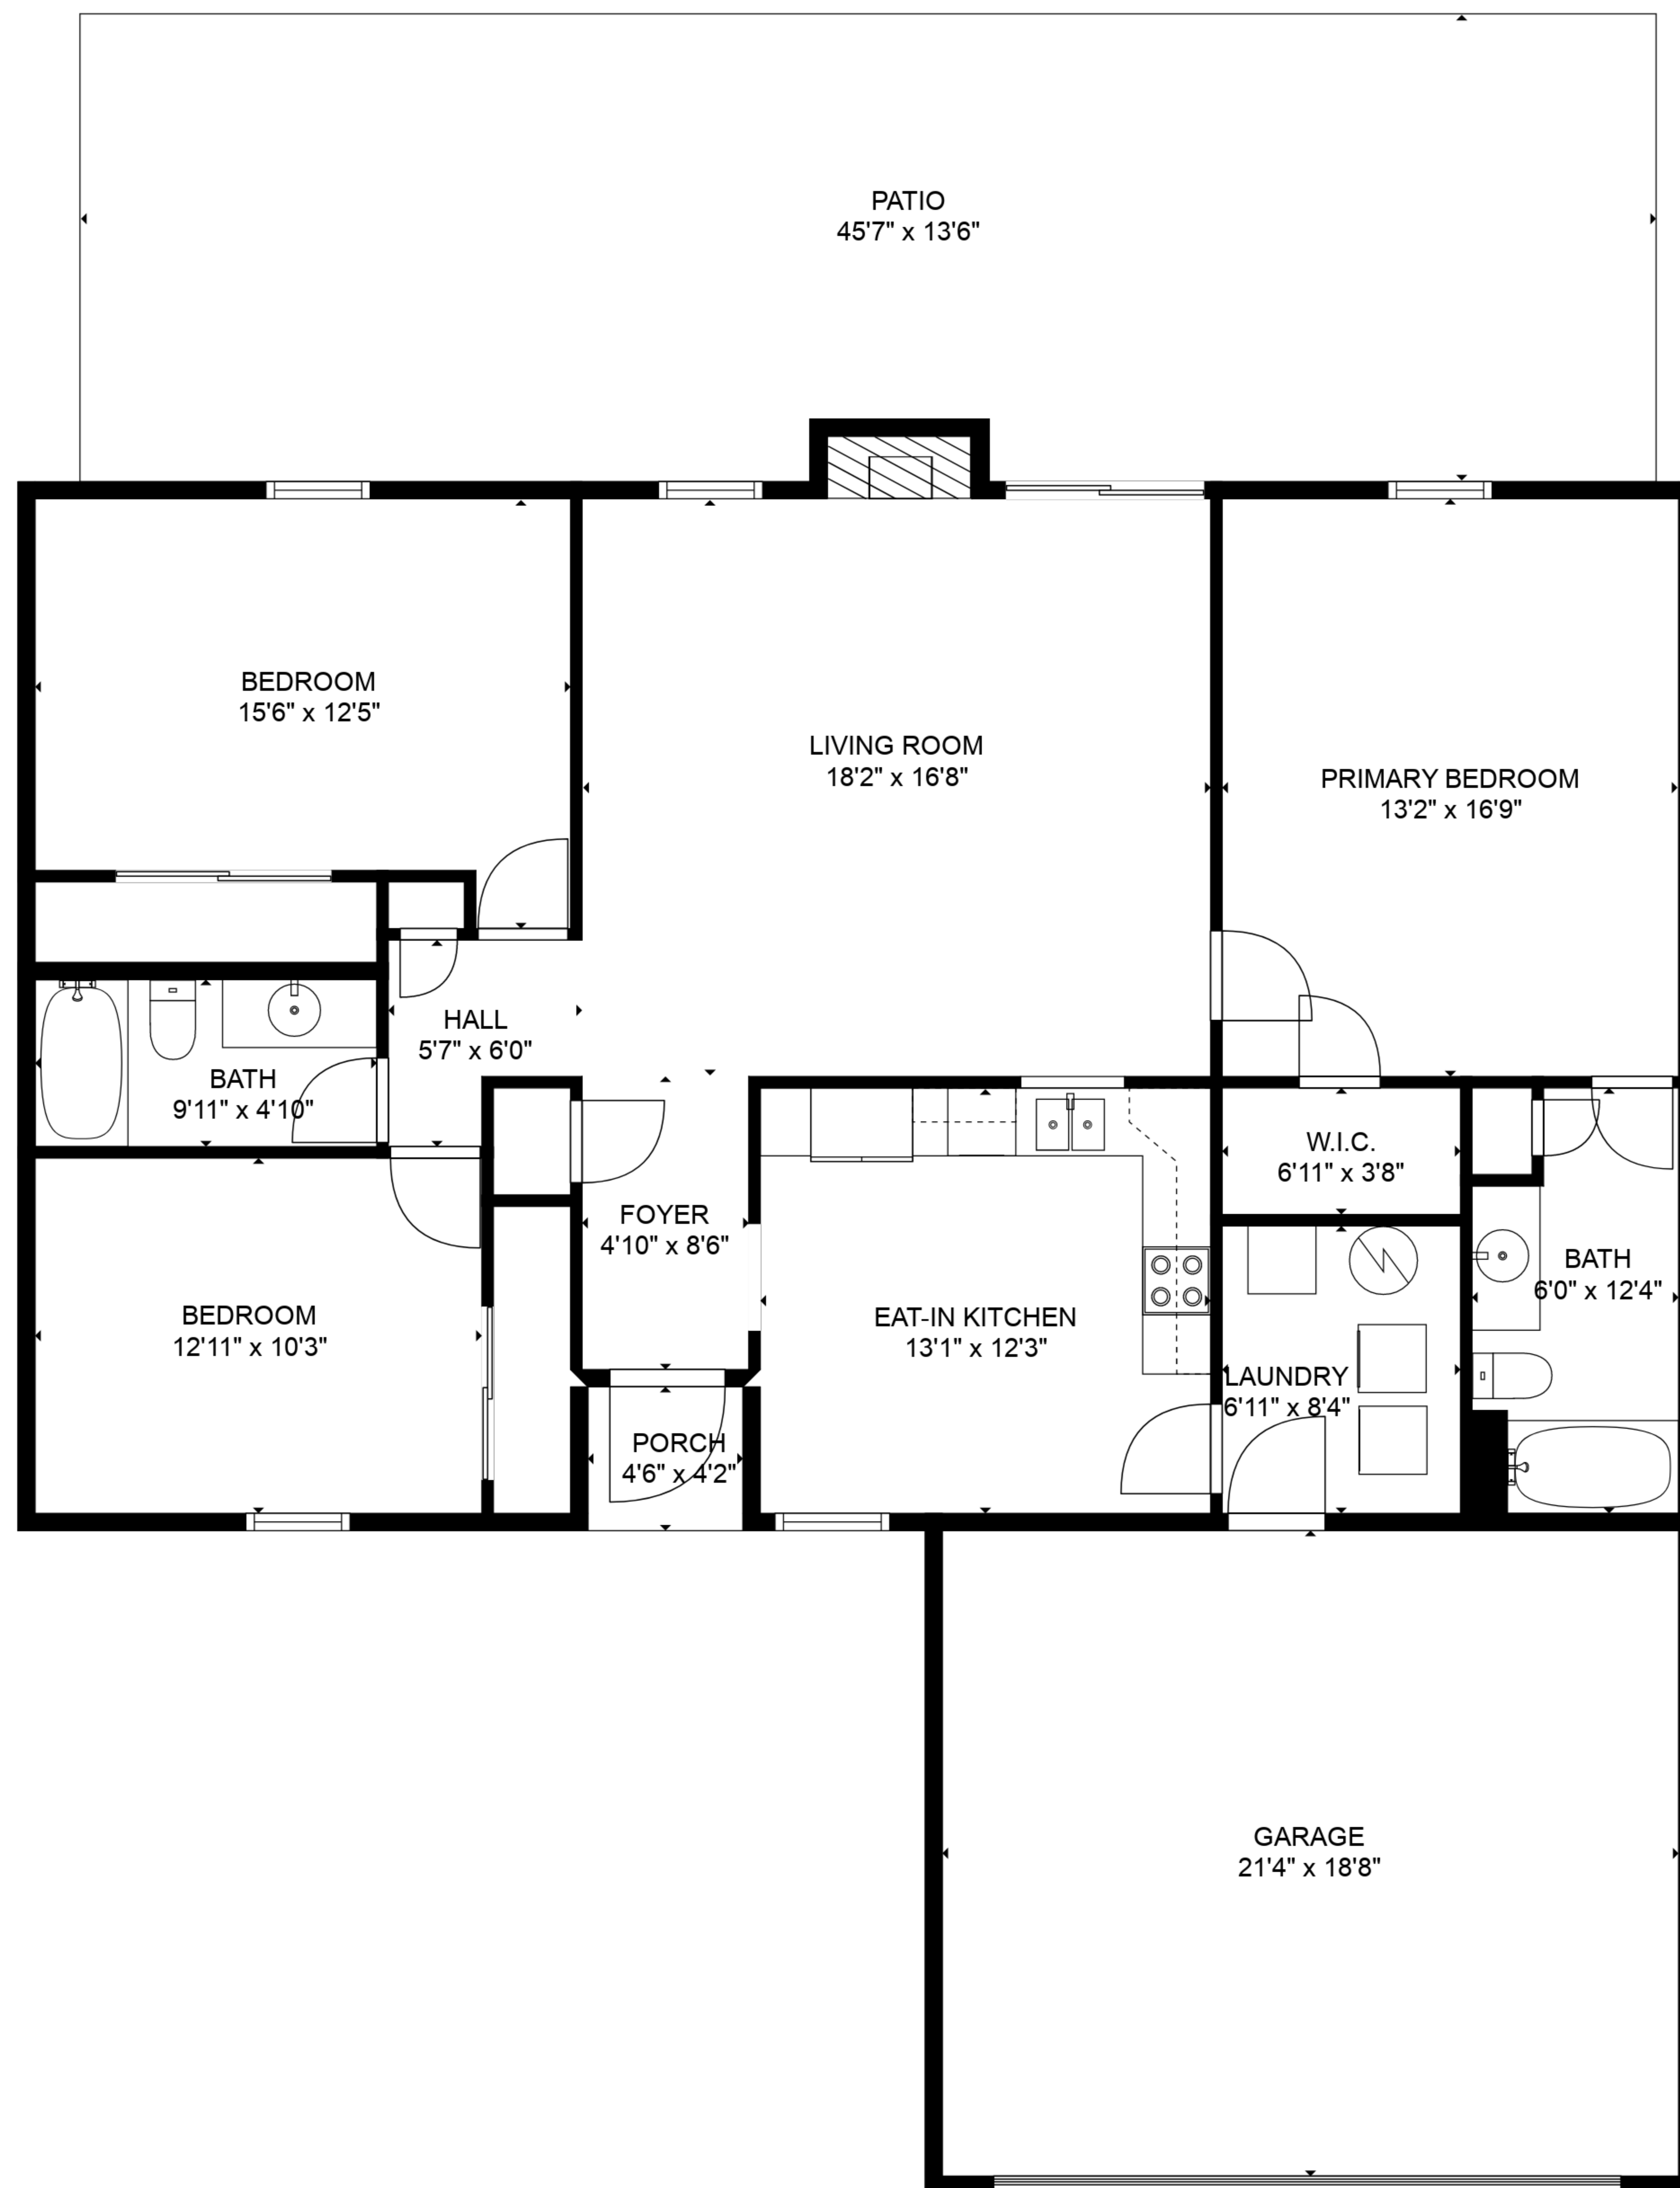 PATIO
45'7" x 13'6"
BEDROOM
15'6" x 12'5"
LIVING ROOM
18'2" x 16'8"
PRIMARY BEDROOM
13'2" x 16'9"
HALL
5'7" x 6'0"
BATH
9'11" x 4'10"
W.I.C.
6'11" x 3'8"
FOYER
4'10" x 8'6"
BATH
6'0" x 12'4"
BEDROOM
12'11" x 10'3"
EAT-IN KITCHEN
13'1" x 12'3"
LAUNDRY
6'11" x 8'4"
PORCH
4'6" x 4'2"
GARAGE
21'4" x 18'8"